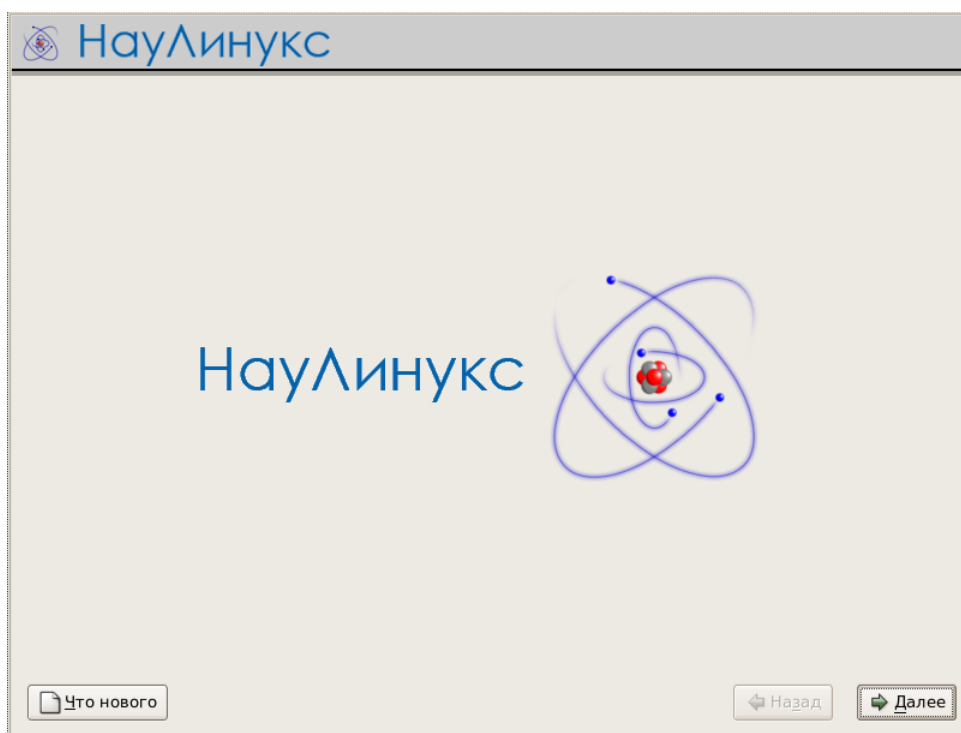 НауЛинукс
НауЛинукс
Что нового
Назад
Далее